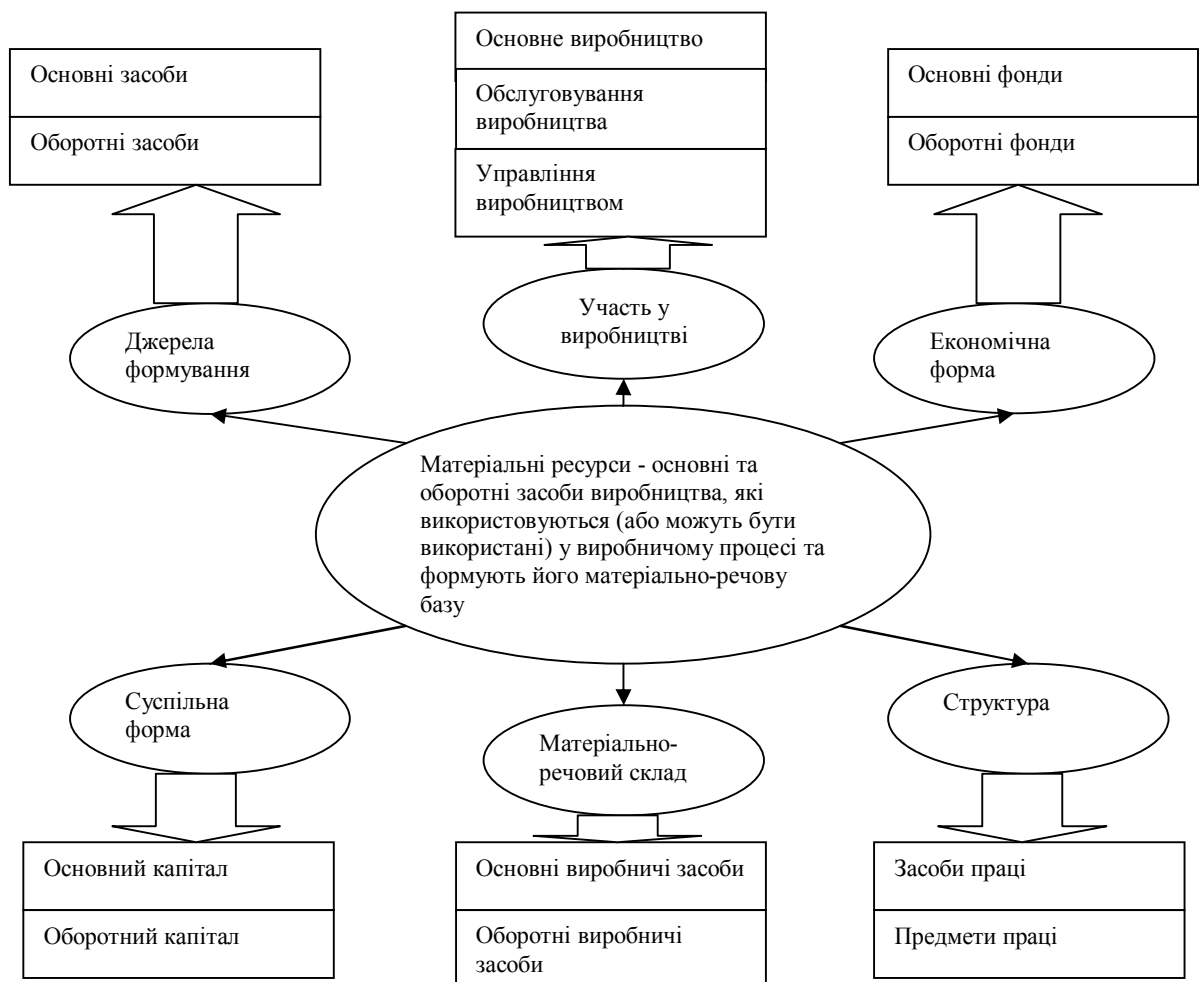 Основне виробництво
Обслуговування
виробництва
Управління
виробництвом
Основні засоби
Оборотні засоби
Основні фонди
Оборотні фонди
Джерела
формування
Участь у
виробництві
Економічна
форма
Матеріальні ресурси - основні та
оборотні засоби виробництва, які
використовуються (або можуть бути
використані) у виробничому процесі та
формують його матеріально-речову
базу
Суспільна
форма
Матеріально-
речовий склад
Структура
Основний капітал
Оборотний капітал
Основні виробничі засоби
Оборотні виробничі
засоби
Засоби праці
Предмети праці